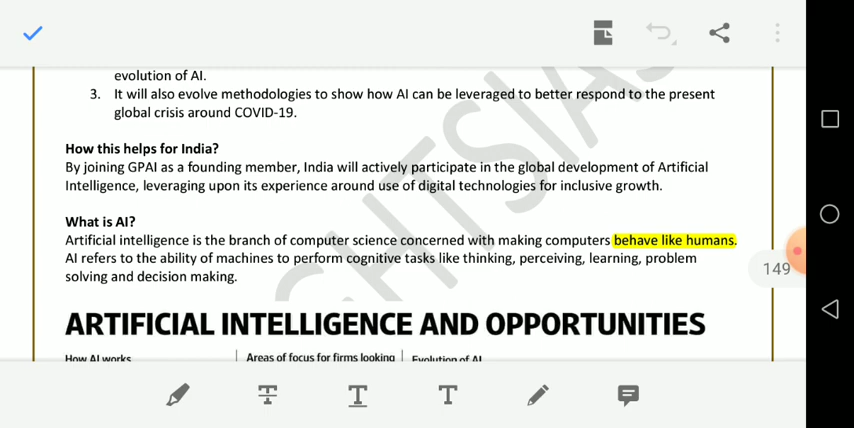 evolution of AI.
3. It will also evolve methodologies to show how AI can be leveraged to better respond to the present
global crisis around COVID-19.
How this helps for India?
By joining GPAI as a founding member, India will actively participate in the global development of Artificial
Intelligence, leveraging upon its experience around use of digital technologies for inclusive growth.
What is AI?
Artificial intelligence is the branch of computer science concerned with making computers behave like humans.
AI refers to the ability of machines to perform cognitive tasks like thinking, perceiving, learning, problem
solving and decision making.
149
ARTIFICIAL INTELLIGENCE AND OPPORTUNITIES
How AI works
Areas of focus for firms looking
Evolution of AI
T
T
T